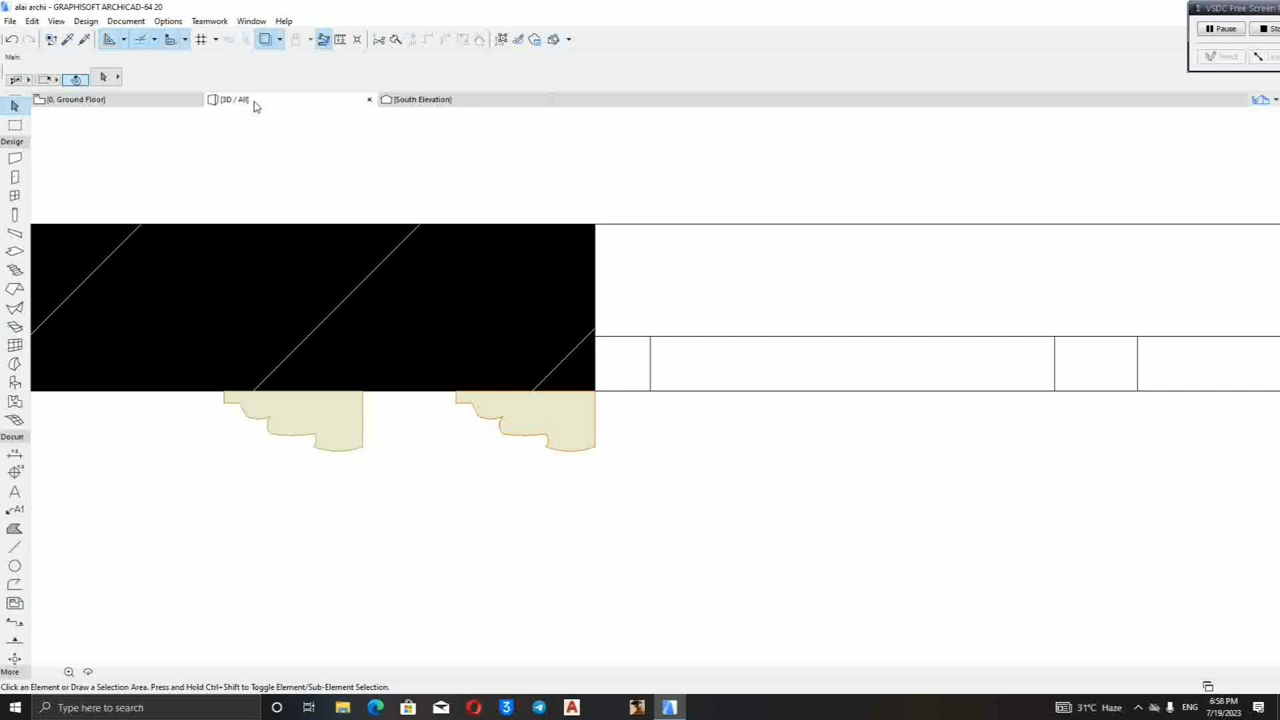 alai archi - GRAPHISOFT ARCHICAD-64 20
VSDC Free Screen
File Edit View Design Document Options Teamwork Window Help
Pause
Main:
[0. Ground Floor]
[3D / All]
[South Elevation]
Design
Docum
More
Click an Element or Draw a Selection Area. Press and Hold Ctrl+Shift to Toggle Element/Sub-Element Selection.
Type here to search
31°C Haze
ENG
6:58 PM
7/19/2023